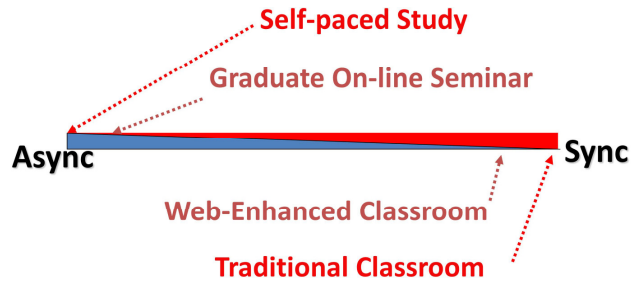 Self-paced Study
Graduate On-line Seminar
Async
Sync
Web-Enhanced Classroom
Traditional Classroom